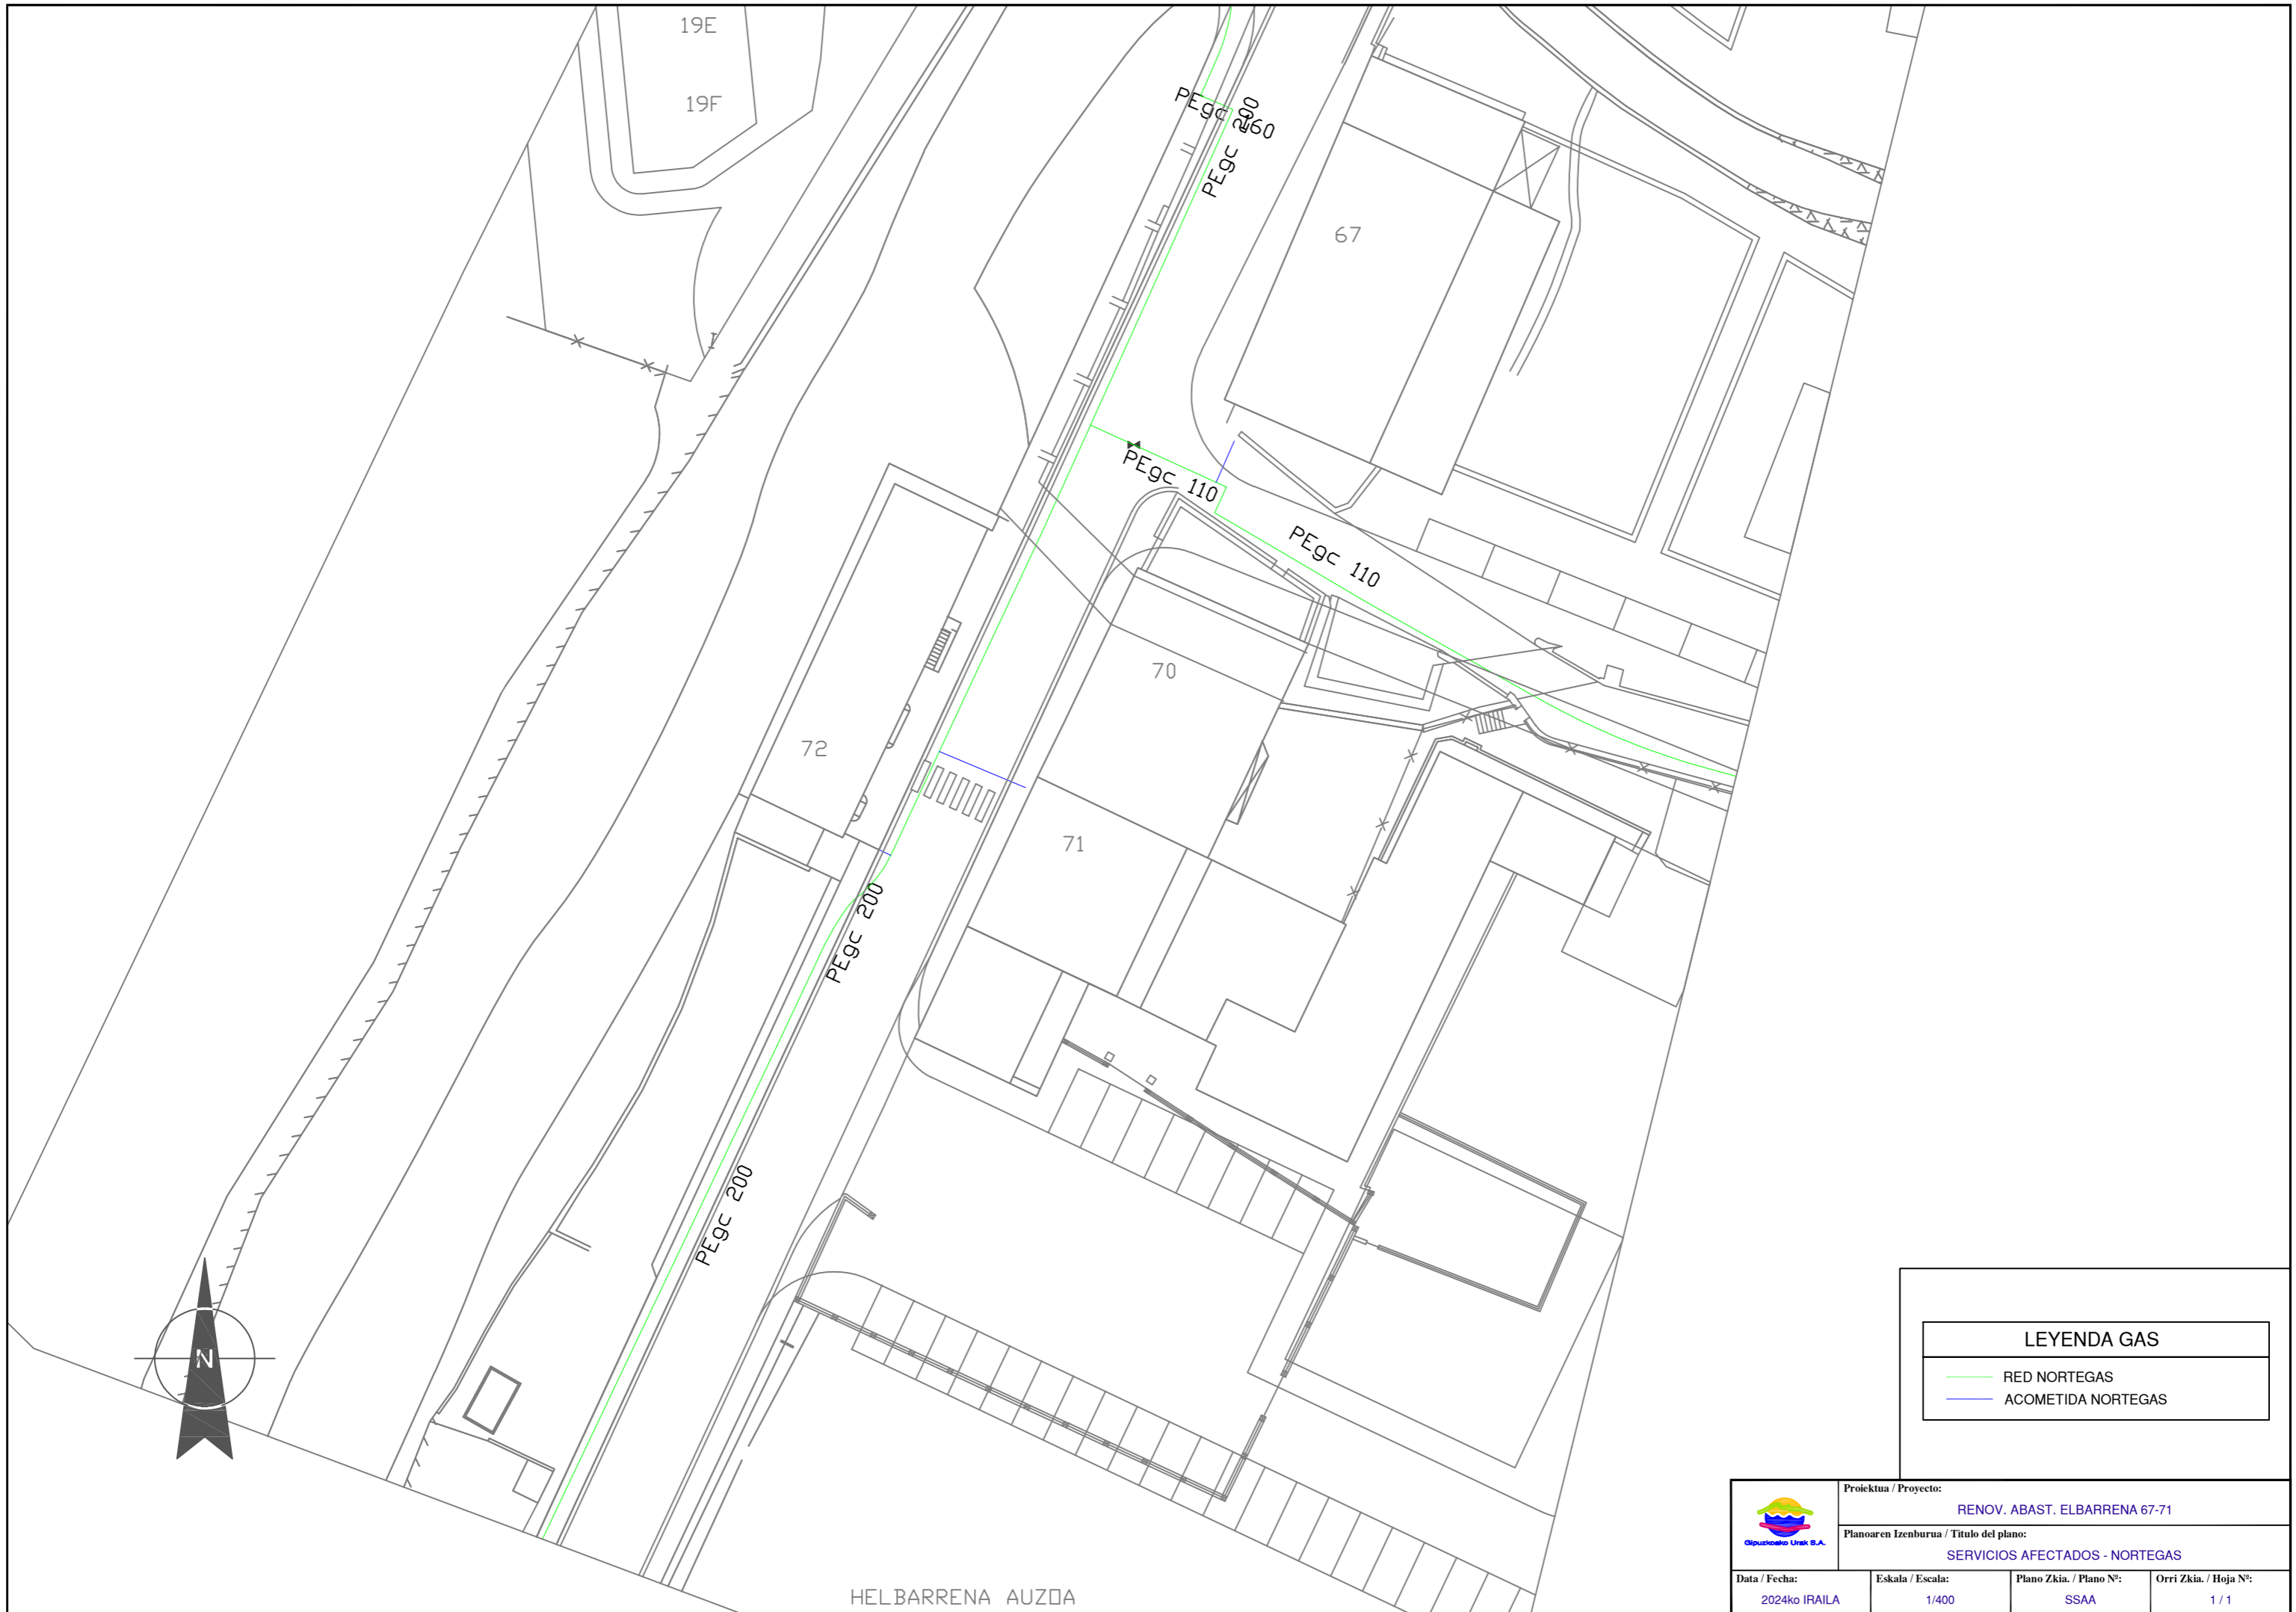 19E
19F
PEgc 160
PEgc 200
67
PEgc 110
PEgc 110
70
72
71
PEgc 200
PEgc 200
N
HELBARRENA AUZOA
LEYENDA GAS
RED NORTEGAS
ACOMETIDA NORTEGAS
Gipuzkoako Urak S.A.
Proiektua / Proyecto:
RENOV. ABAST. ELBARRENA 67-71
Planoaren Izenburua / Titulo del plano:
SERVICIOS AFECTADOS - NORTEGAS
Data / Fecha:
2024ko IRAILA
Eskala / Escala:
1/400
Plano Zkia. / Plano Nº:
SSAA
Orri Zkia. / Hoja Nº:
1 / 1